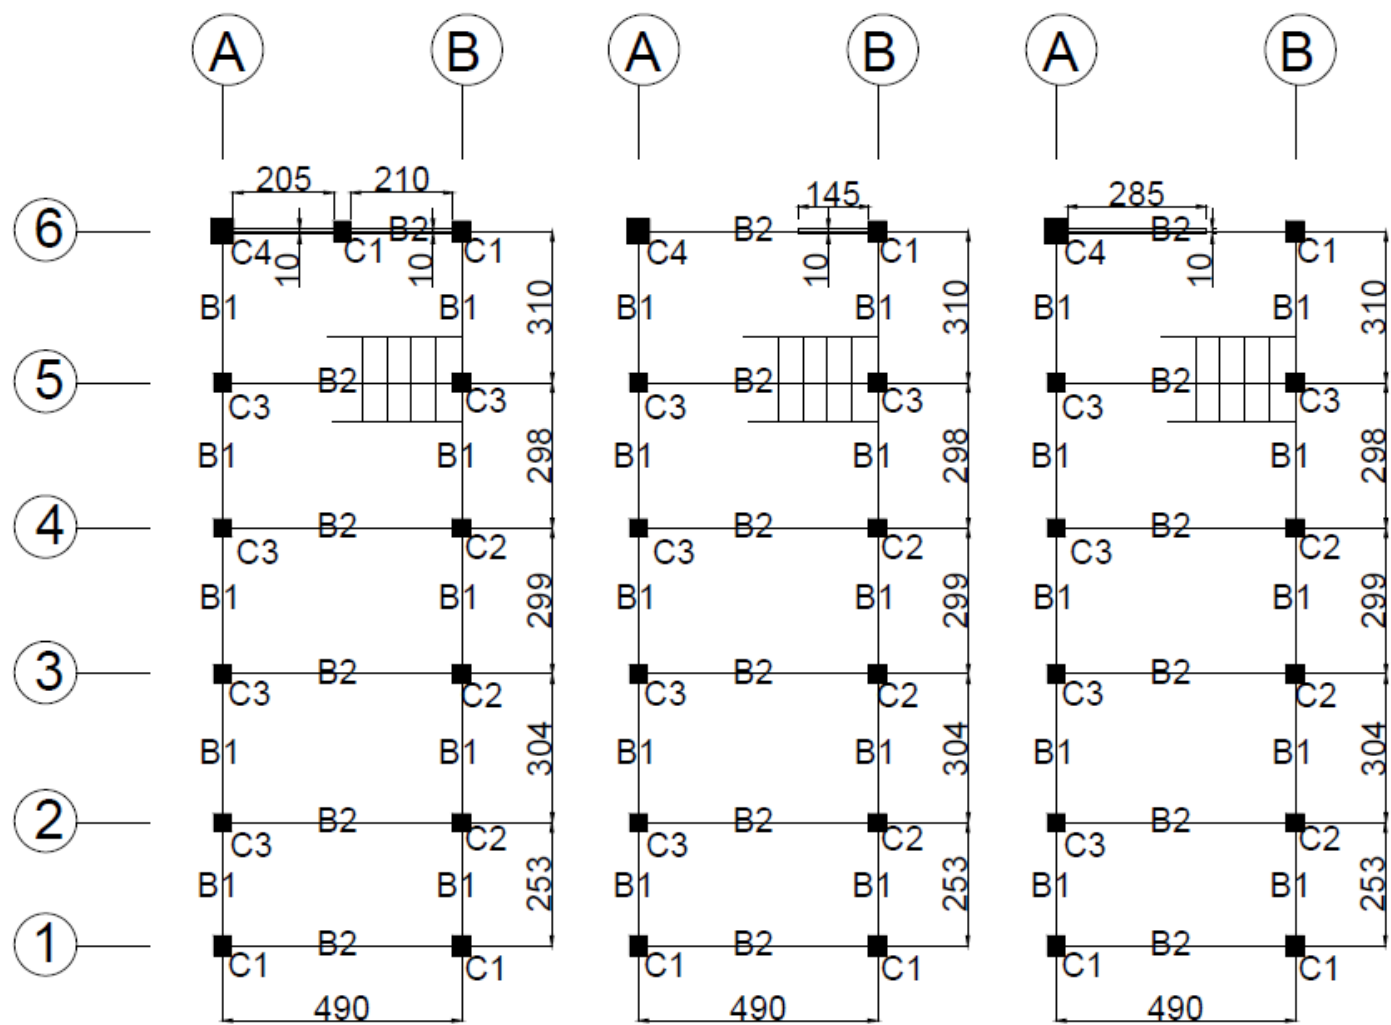 A B A B A B
205 210 145 285
6 B2 B2 B2
C4 C1 C1 C4 C1 C4 C1
10 10 10 10
B1 B1 310 B1 B1 310 B1 B1 310
5 B2 B2 B2
C3 C3 C3 C3 C3 C3
B1 B1 298 B1 B1 298 B1 B1 298
4 B2 B2 B2
C3 C2 C3 C2 C3 C2
B1 B1 299 B1 B1 299 B1 B1 299
3 B2 B2 B2
C3 C2 C3 C2 C3 C2
B1 B1 304 B1 B1 304 B1 B1 304
2 B2 B2 B2
C3 C2 C3 C2 C3 C2
B1 B1 253 B1 B1 253 B1 B1 253
1 B2 B2 B2
C1 C1 C1 C1 C1 C1
490 490 490